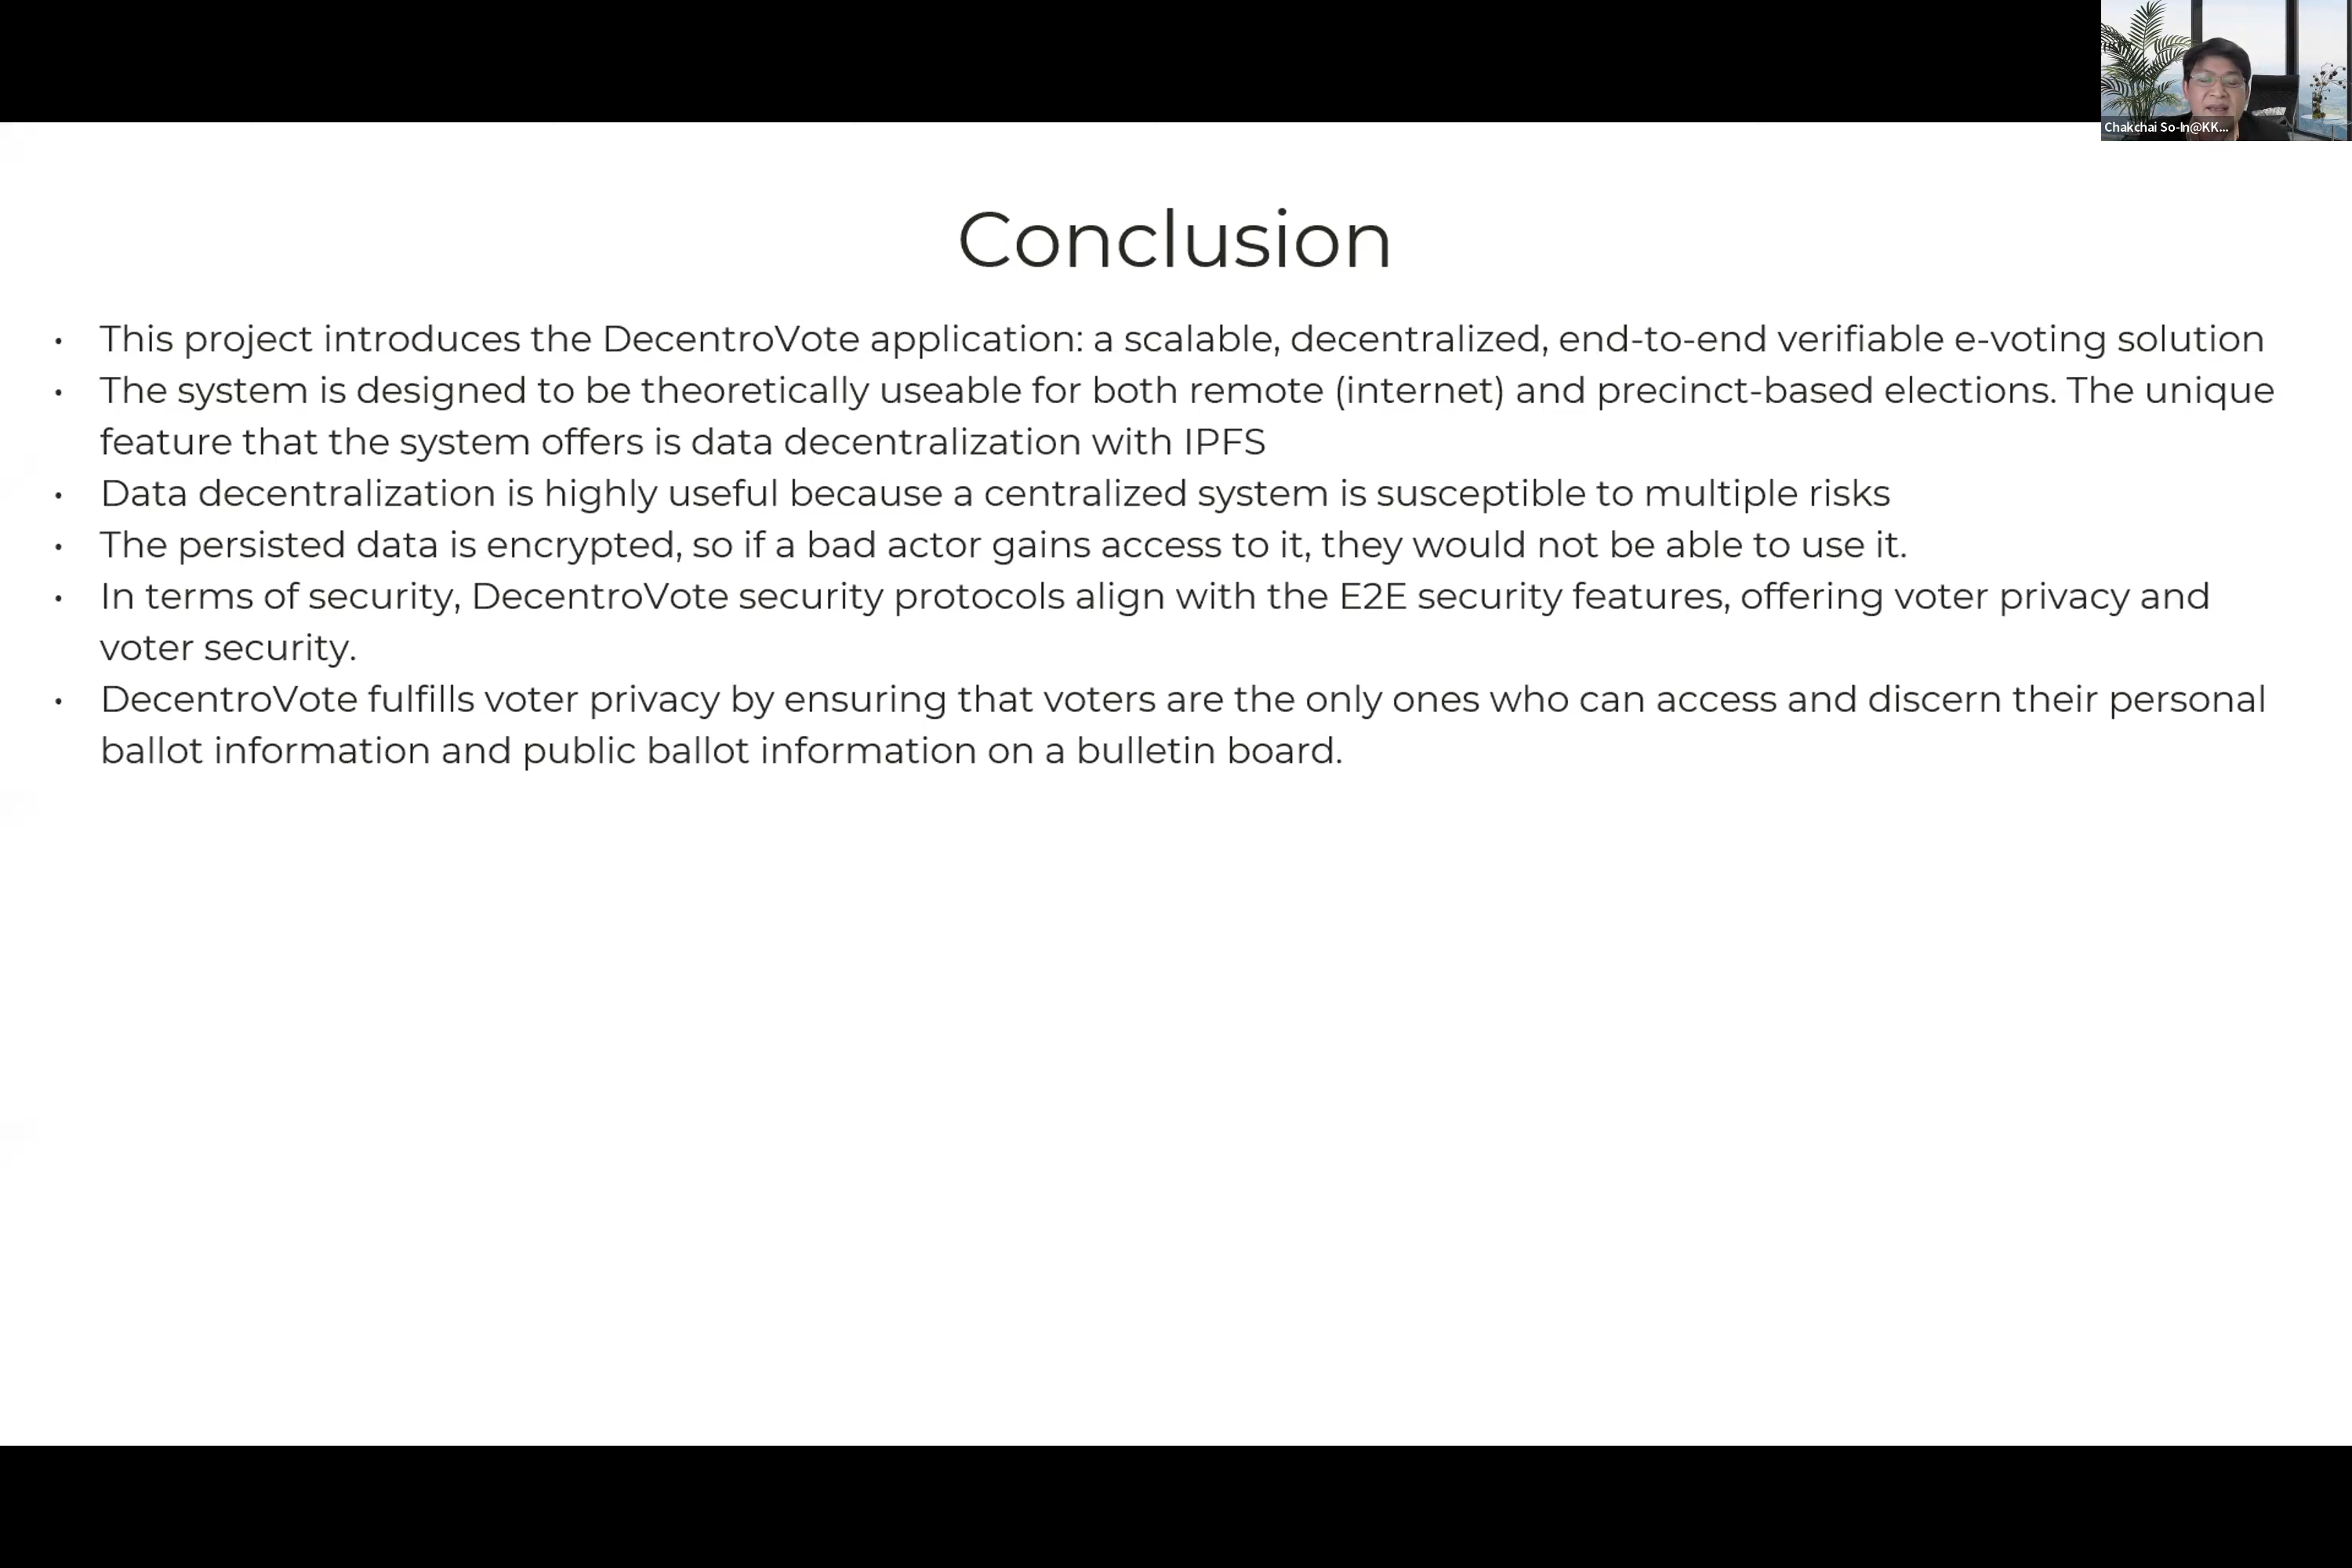 Chakchai So-In@KK...
Conclusion
• This project introduces the DecentroVote application: a scalable, decentralized, end-to-end verifiable e-voting solution
• The system is designed to be theoretically useable for both remote (internet) and precinct-based elections. The unique
feature that the system offers is data decentralization with IPFS
• Data decentralization is highly useful because a centralized system is susceptible to multiple risks
• The persisted data is encrypted, so if a bad actor gains access to it, they would not be able to use it.
• In terms of security, DecentroVote security protocols align with the E2E security features, offering voter privacy and
voter security.
• DecentroVote fulfills voter privacy by ensuring that voters are the only ones who can access and discern their personal
ballot information and public ballot information on a bulletin board.